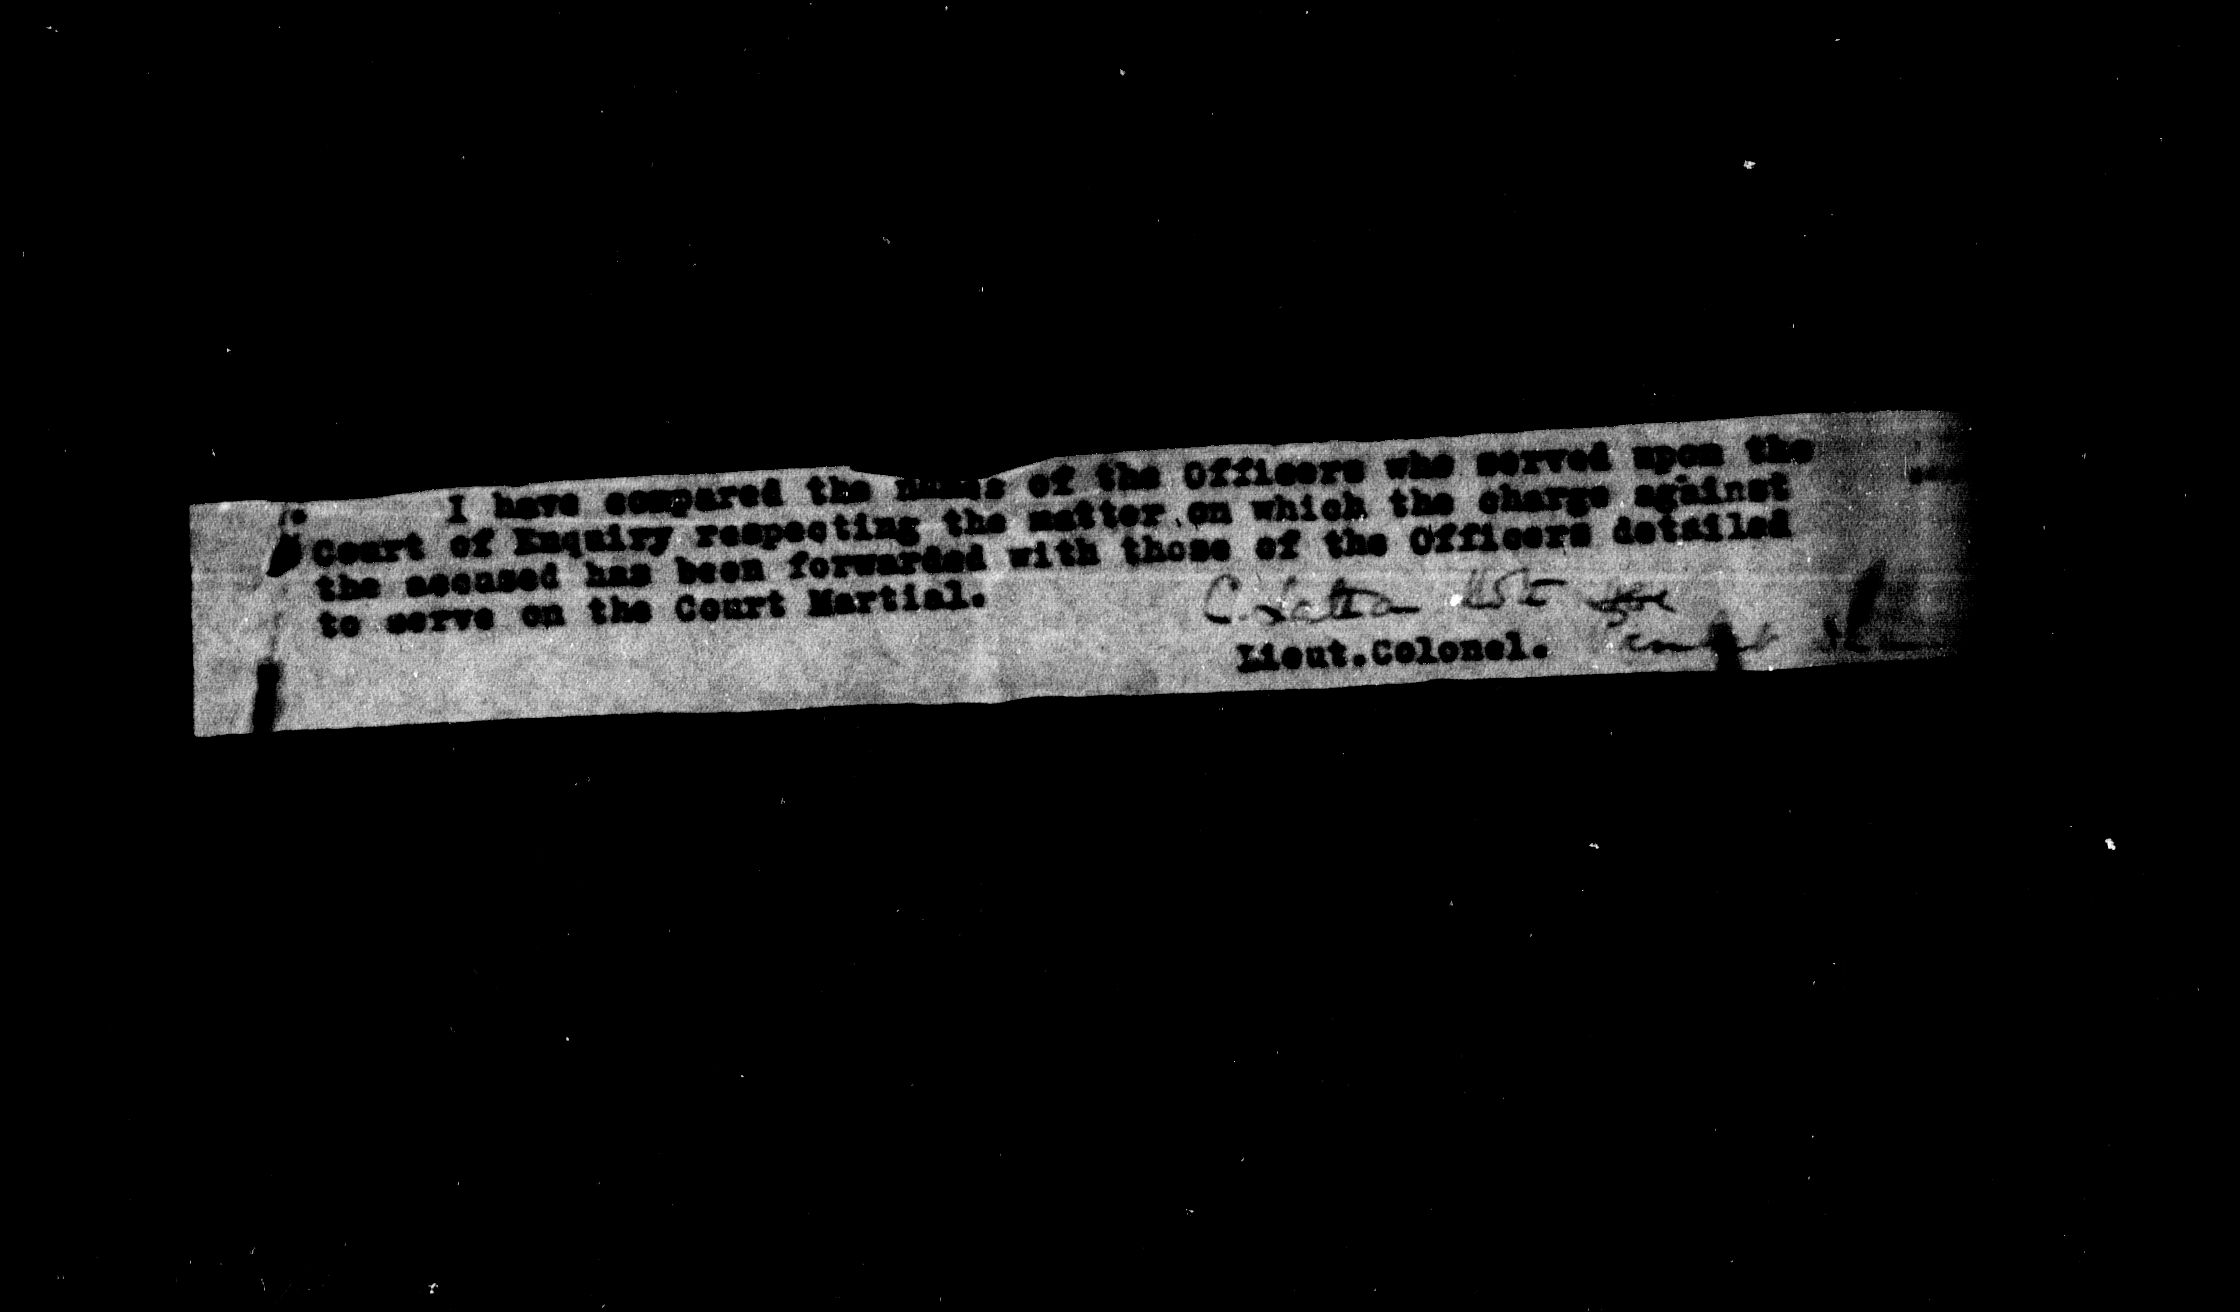 I have compared the names of the Officers who served upon the
Court of Enquiry respecting the matter on which the charge against
the accused has been forwarded with those of the Officers detailed
to serve on the Court Martial.
Lieut.Colonel.